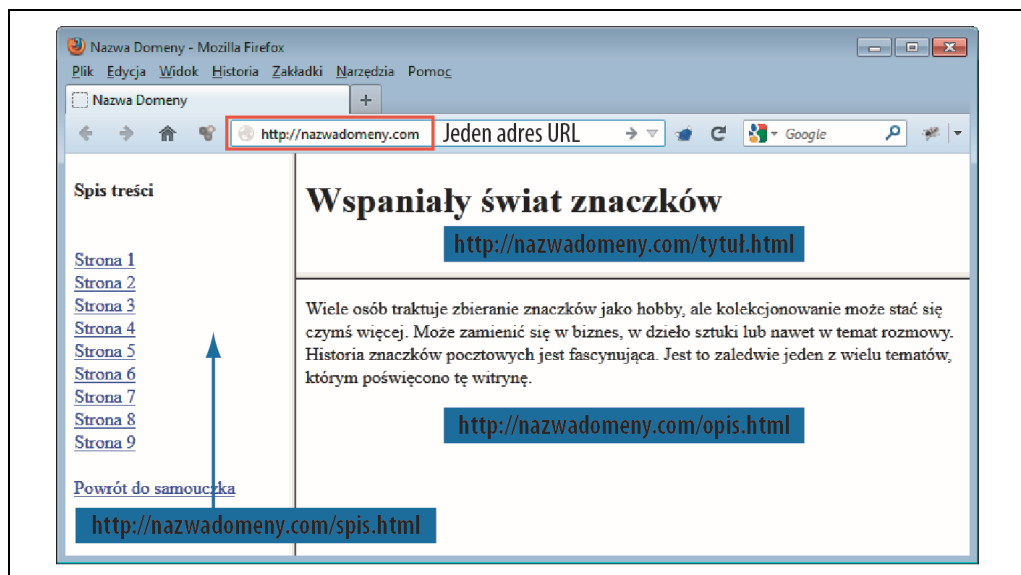 Nazwa Domeny - Mozilla Firefox
Plik Edycja Widok Historia Zakładki Narzędzia Pomoc
Nazwa Domeny
+
http://nazwadomeny.com Jeden adres URL Google
Spis treści
Strona 1
Strona 2
Strona 3
Strona 4
Strona 5
Strona 6
Strona 7
Strona 8
Strona 9
Powrót do samouczka
http://nazwadomeny.com/spis.html
Wspaniały świat znaczków
http://nazwadomeny.com/tytuł.html
Wiele osób traktuje zbieranie znaczków jako hobby, ale kolekcjonowanie może stać się
czymś więcej. Może zamienić się w biznes, w dzieło sztuki lub nawet w temat rozmowy.
Historia znaczków pocztowych jest fascynująca. Jest to zaledwie jeden z wielu tematów,
którym poświęcono tę witrynę.
http://nazwadomeny.com/opis.html